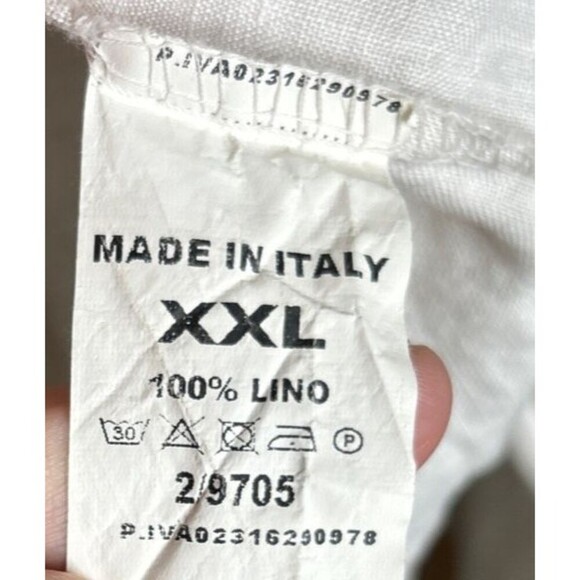 P.IVA02316290978
MADE IN ITALY
XXL
100% LINO
30 P
2/9705
P.IVA02316290978